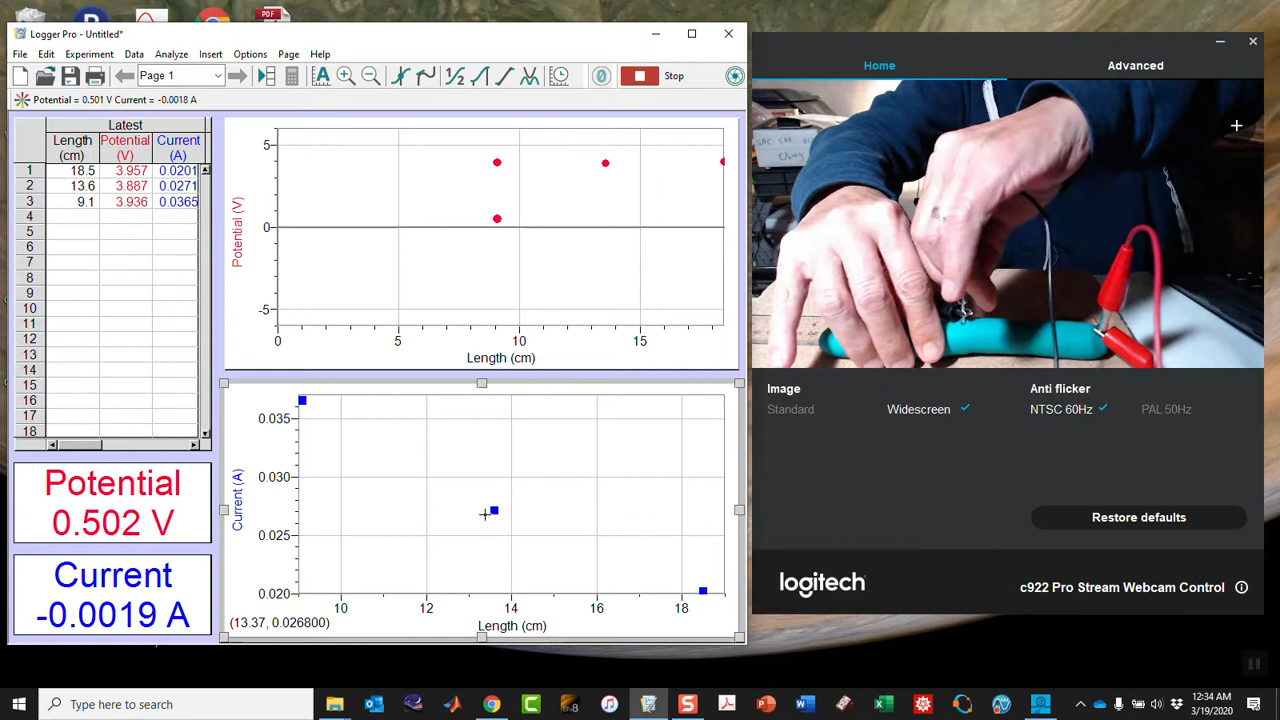 Logger Pro - Untitled*
File Edit Experiment Data Analyze Insert Options Page Help
Page 1
Stop
Potential = 0.501 V Current = -0.0018 A
Latest
Length (cm) Potential (V) Current (A)
1 18.5 3.957 0.0201
2 13.6 3.887 0.0271
3 9.1 3.936 0.0365
4
5
6
7
8
9
10
11
12
13
14
15
16
17
18
Potential
0.502 V
Current
-0.0019 A
Potential (V)
5
0
-5
0 5 10 15
Length (cm)
Current (A)
0.035
0.030
0.025
0.020
10 12 14 16 18
(13.37, 0.026800)
Length (cm)
Home Advanced
Image
Standard Widescreen
Anti flicker
NTSC 60Hz PAL 50Hz
Restore defaults
logitech
c922 Pro Stream Webcam Control
Type here to search
12:34 AM
3/19/2020
PDF